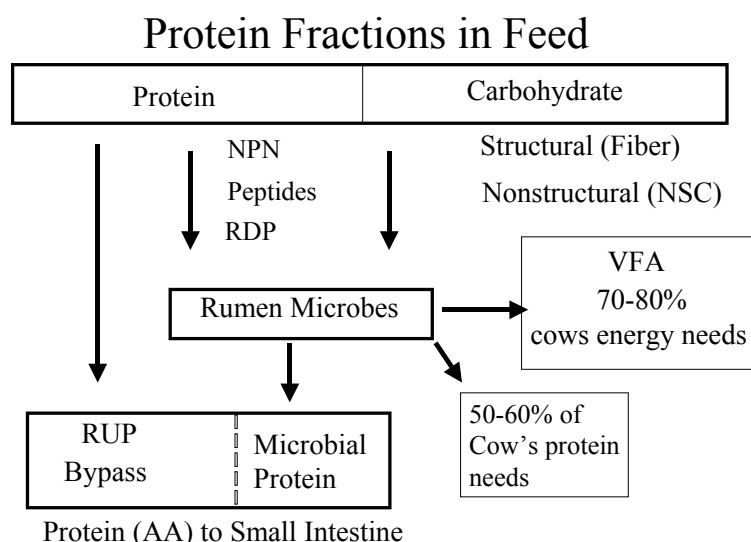 Protein Fractions in Feed
Protein
Carbohydrate
NPN
Peptides
RDP
Structural (Fiber)
Nonstructural (NSC)
Rumen Microbes
VFA
70-80%
cows energy needs
RUP
Bypass
Microbial
Protein
50-60% of
Cow’s protein
needs
Protein (AA) to Small Intestine